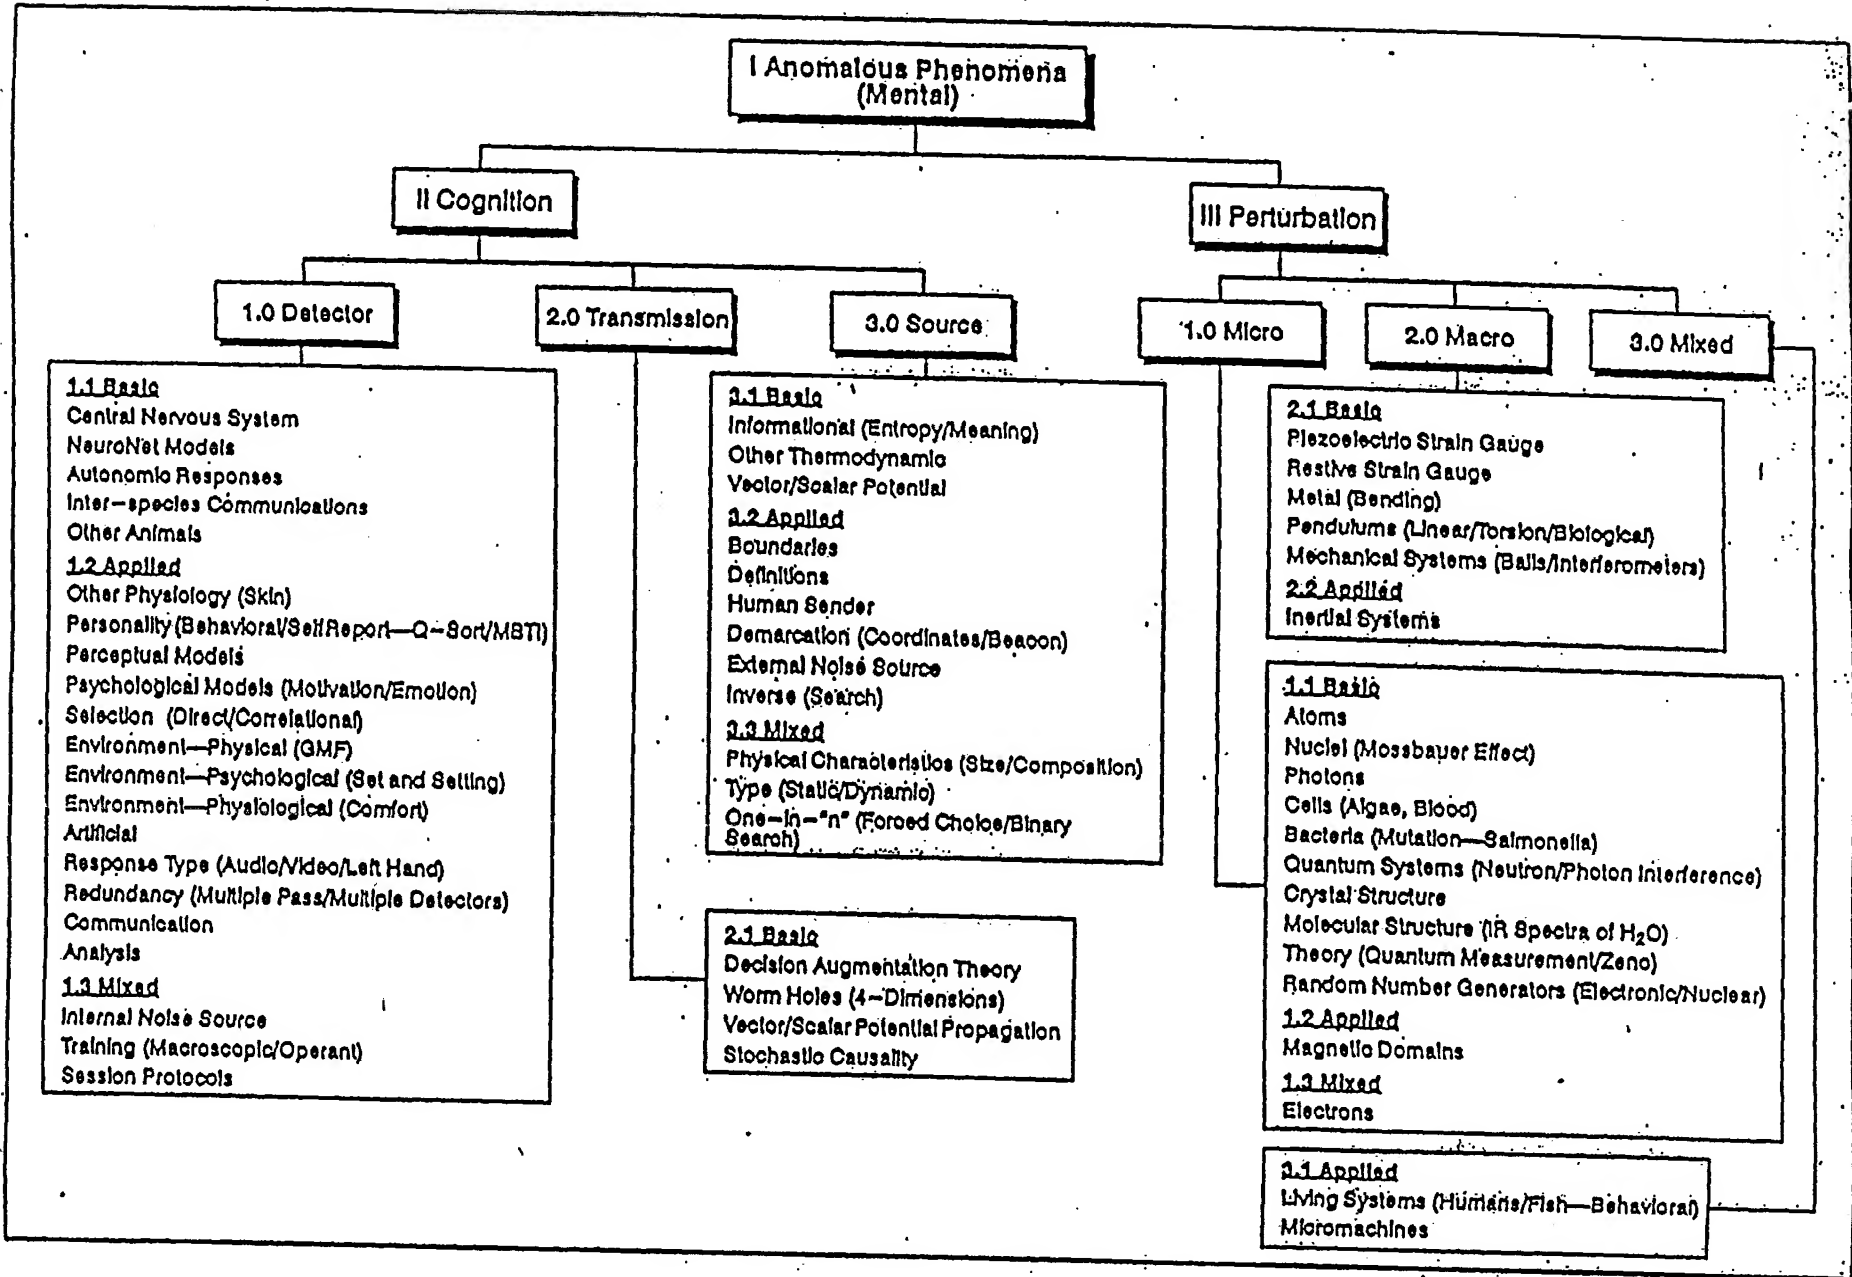 I Anomalous Phenomena
(Mental)
II Cognition
III Perturbation
1.0 Detector
2.0 Transmission
3.0 Source
1.0 Micro
2.0 Macro
3.0 Mixed
1.1 Basic
Central Nervous System
NeuroNet Models
Autonomic Responses
Inter-species Communications
Other Animals
1.2 Applied
Other Physiology (Skin)
Personality (Behavioral/Self Report—Q-Sort/MBTI)
Perceptual Models
Psychological Models (Motivation/Emotion)
Selection (Direct/Correlational)
Environment—Physical (GMF)
Environment—Psychological (Set and Setting)
Environment—Physiological (Comfort)
Artificial
Response Type (Audio/Video/Left Hand)
Redundancy (Multiple Pass/Multiple Detectors)
Communication
Analysis
1.3 Mixed
Internal Noise Source
Training (Macroscopic/Operant)
Session Protocols
3.1 Basic
Informational (Entropy/Meaning)
Other Thermodynamic
Vector/Scalar Potential
3.2 Applied
Boundaries
Definitions
Human Sender
Demarcation (Coordinates/Beacon)
External Noise Source
Inverse (Search)
3.3 Mixed
Physical Characteristics (Size/Composition)
Type (Static/Dynamic)
One-in-"n" (Forced Choice/Binary
Search)
2.1 Basic
Decision Augmentation Theory
Worm Holes (4-Dimensions)
Vector/Scalar Potential Propagation
Stochastic Causality
2.1 Basic
Piezoelectric Strain Gauge
Restive Strain Gauge
Metal (Bending)
Pendulums (Linear/Torsion/Biological)
Mechanical Systems (Balls/Interferometers)
2.2 Applied
Inertial Systems
1.1 Basic
Atoms
Nuclei (Mossbauer Effect)
Photons
Cells (Algae, Blood)
Bacteria (Mutation—Salmonella)
Quantum Systems (Neutron/Photon Interference)
Crystal Structure
Molecular Structure (IR Spectra of H₂O)
Theory (Quantum Measurement/Zeno)
Random Number Generators (Electronic/Nuclear)
1.2 Applied
Magnetic Domains
1.3 Mixed
Electrons
3.1 Applied
Living Systems (Humans/Fish—Behavioral)
Micromachines